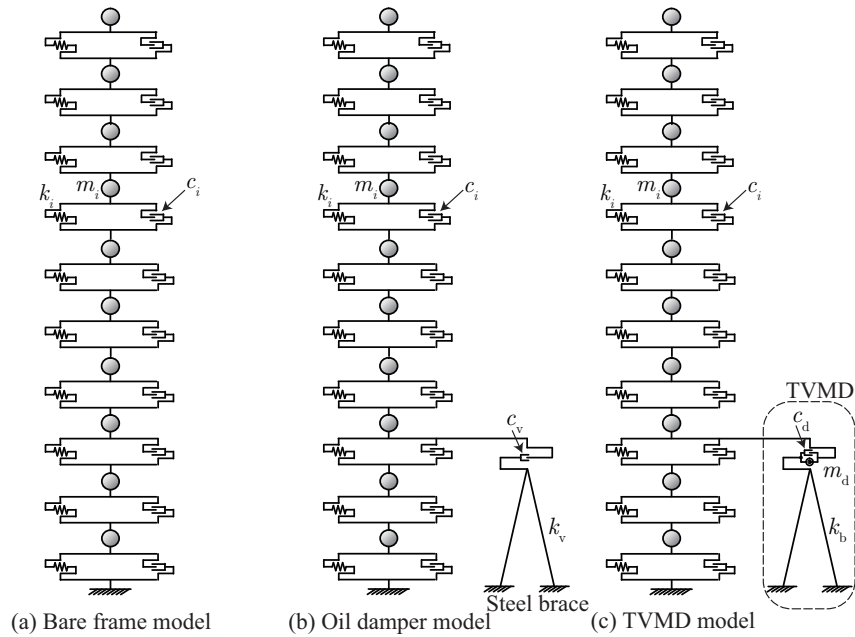 k_i
m_i
c_i
k_i
m_i
c_i
k_i
m_i
c_i
TVMD
c_v
c_d
m_d
k_v
k_b
Steel brace
(a) Bare frame model
(b) Oil damper model
(c) TVMD model